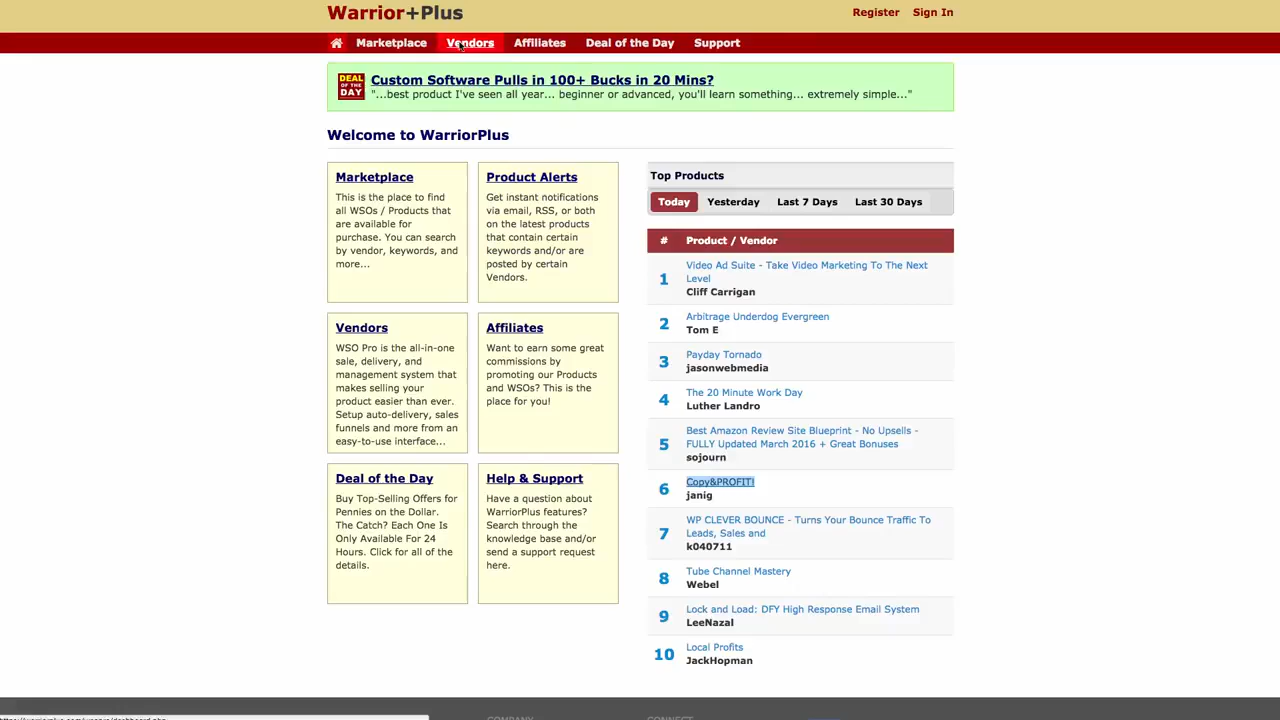 Warrior+Plus
Register Sign In
Marketplace Vendors Affiliates Deal of the Day Support
DEAL OF THE DAY
Custom Software Pulls in 100+ Bucks in 20 Mins?
"...best product I've seen all year... beginner or advanced, you'll learn something... extremely simple..."
Welcome to WarriorPlus
Marketplace
This is the place to find
all WSOs / Products that
are available for
purchase. You can search
by vendor, keywords, and
more...
Product Alerts
Get instant notifications
via email, RSS, or both
on the latest products
that contain certain
keywords and/or are
posted by certain
Vendors.
Vendors
WSO Pro is the all-in-one
sale, delivery, and
management system that
makes selling your
product easier than ever.
Setup auto-delivery, sales
funnels and more from an
easy-to-use interface...
Affiliates
Want to earn some great
commissions by
promoting our Products
and WSOs? This is the
place for you!
Deal of the Day
Buy Top-Selling Offers for
Pennies on the Dollar.
The Catch? Each One Is
Only Available For 24
Hours. Click for all of the
details.
Help & Support
Have a question about
WarriorPlus features?
Search through the
knowledge base and/or
send a support request
here.
Top Products
Today Yesterday Last 7 Days Last 30 Days
# Product / Vendor
1 Video Ad Suite - Take Video Marketing To The Next
Level
Cliff Carrigan
2 Arbitrage Underdog Evergreen
Tom E
3 Payday Tornado
jasonwebmedia
4 The 20 Minute Work Day
Luther Landro
5 Best Amazon Review Site Blueprint - No Upsells -
FULLY Updated March 2016 + Great Bonuses
sojourn
6 Copy&PROFIT!
janig
7 WP CLEVER BOUNCE - Turns Your Bounce Traffic To
Leads, Sales and
k040711
8 Tube Channel Mastery
Webel
9 Lock and Load: DFY High Response Email System
LeeNazal
10 Local Profits
JackHopman
COMPANY CONNECT